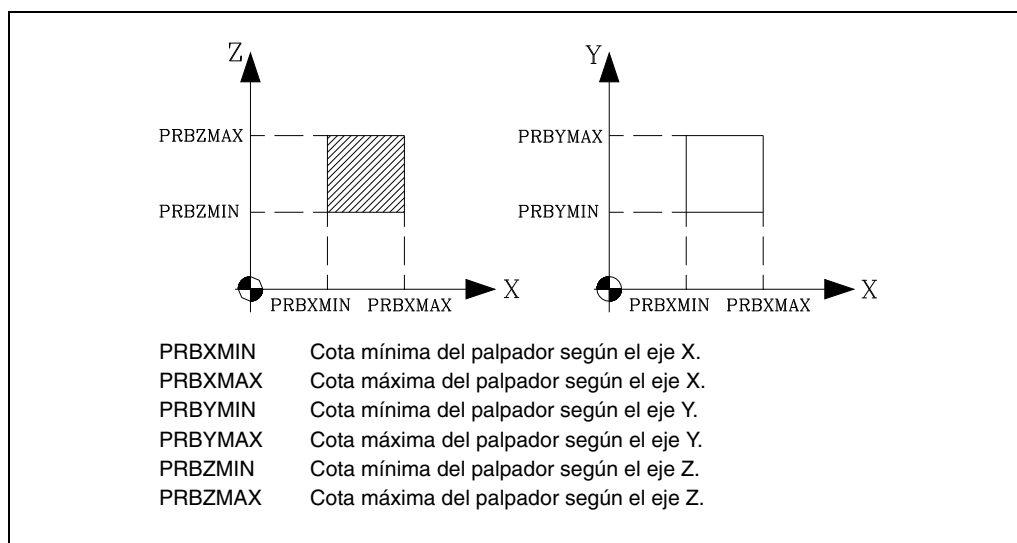 Z
PRBZMAX
PRBZMIN
X
PRBXMIN PRBXMAX
Y
PRBYMAX
PRBYMIN
X
PRBXMIN PRBXMAX
PRBXMIN Cota mínima del palpador según el eje X.
PRBXMAX Cota máxima del palpador según el eje X.
PRBYMIN Cota mínima del palpador según el eje Y.
PRBYMAX Cota máxima del palpador según el eje Y.
PRBZMIN Cota mínima del palpador según el eje Z.
PRBZMAX Cota máxima del palpador según el eje Z.